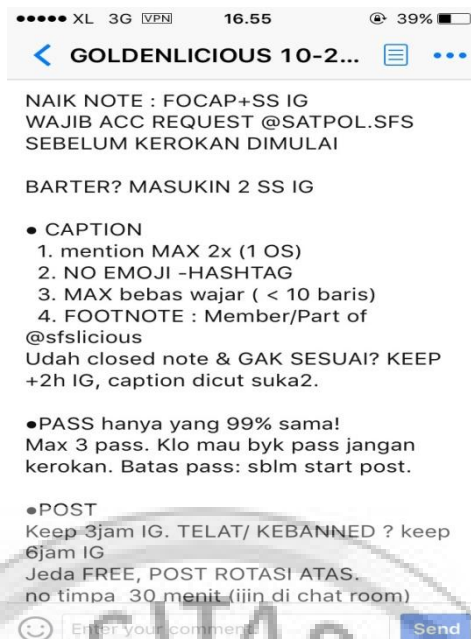 ●●●●● XL 3G VPN 16.55 39%
GOLDENLICIOUS 10-2...
NAIK NOTE : FOCAP+SS IG
WAJIB ACC REQUEST @SATPOL.SFS
SEBELUM KEROKAN DIMULAI
BARTER? MASUKIN 2 SS IG
● CAPTION
1. mention MAX 2x (1 OS)
2. NO EMOJI -HASHTAG
3. MAX bebas wajar ( < 10 baris)
4. FOOTNOTE : Member/Part of
@sfslicious
Udah closed note & GAK SESUAI? KEEP
+2h IG, caption dicut suka2.
●PASS hanya yang 99% sama!
Max 3 pass. Klo mau byk pass jangan
kerokan. Batas pass: sblm start post.
●POST
Keep 3jam IG. TELAT/ KEBANNED ? keep
6jam IG
Jeda FREE, POST ROTASI ATAS.
no timpa 30 menit (ijin di chat room)
Enter your comment Send